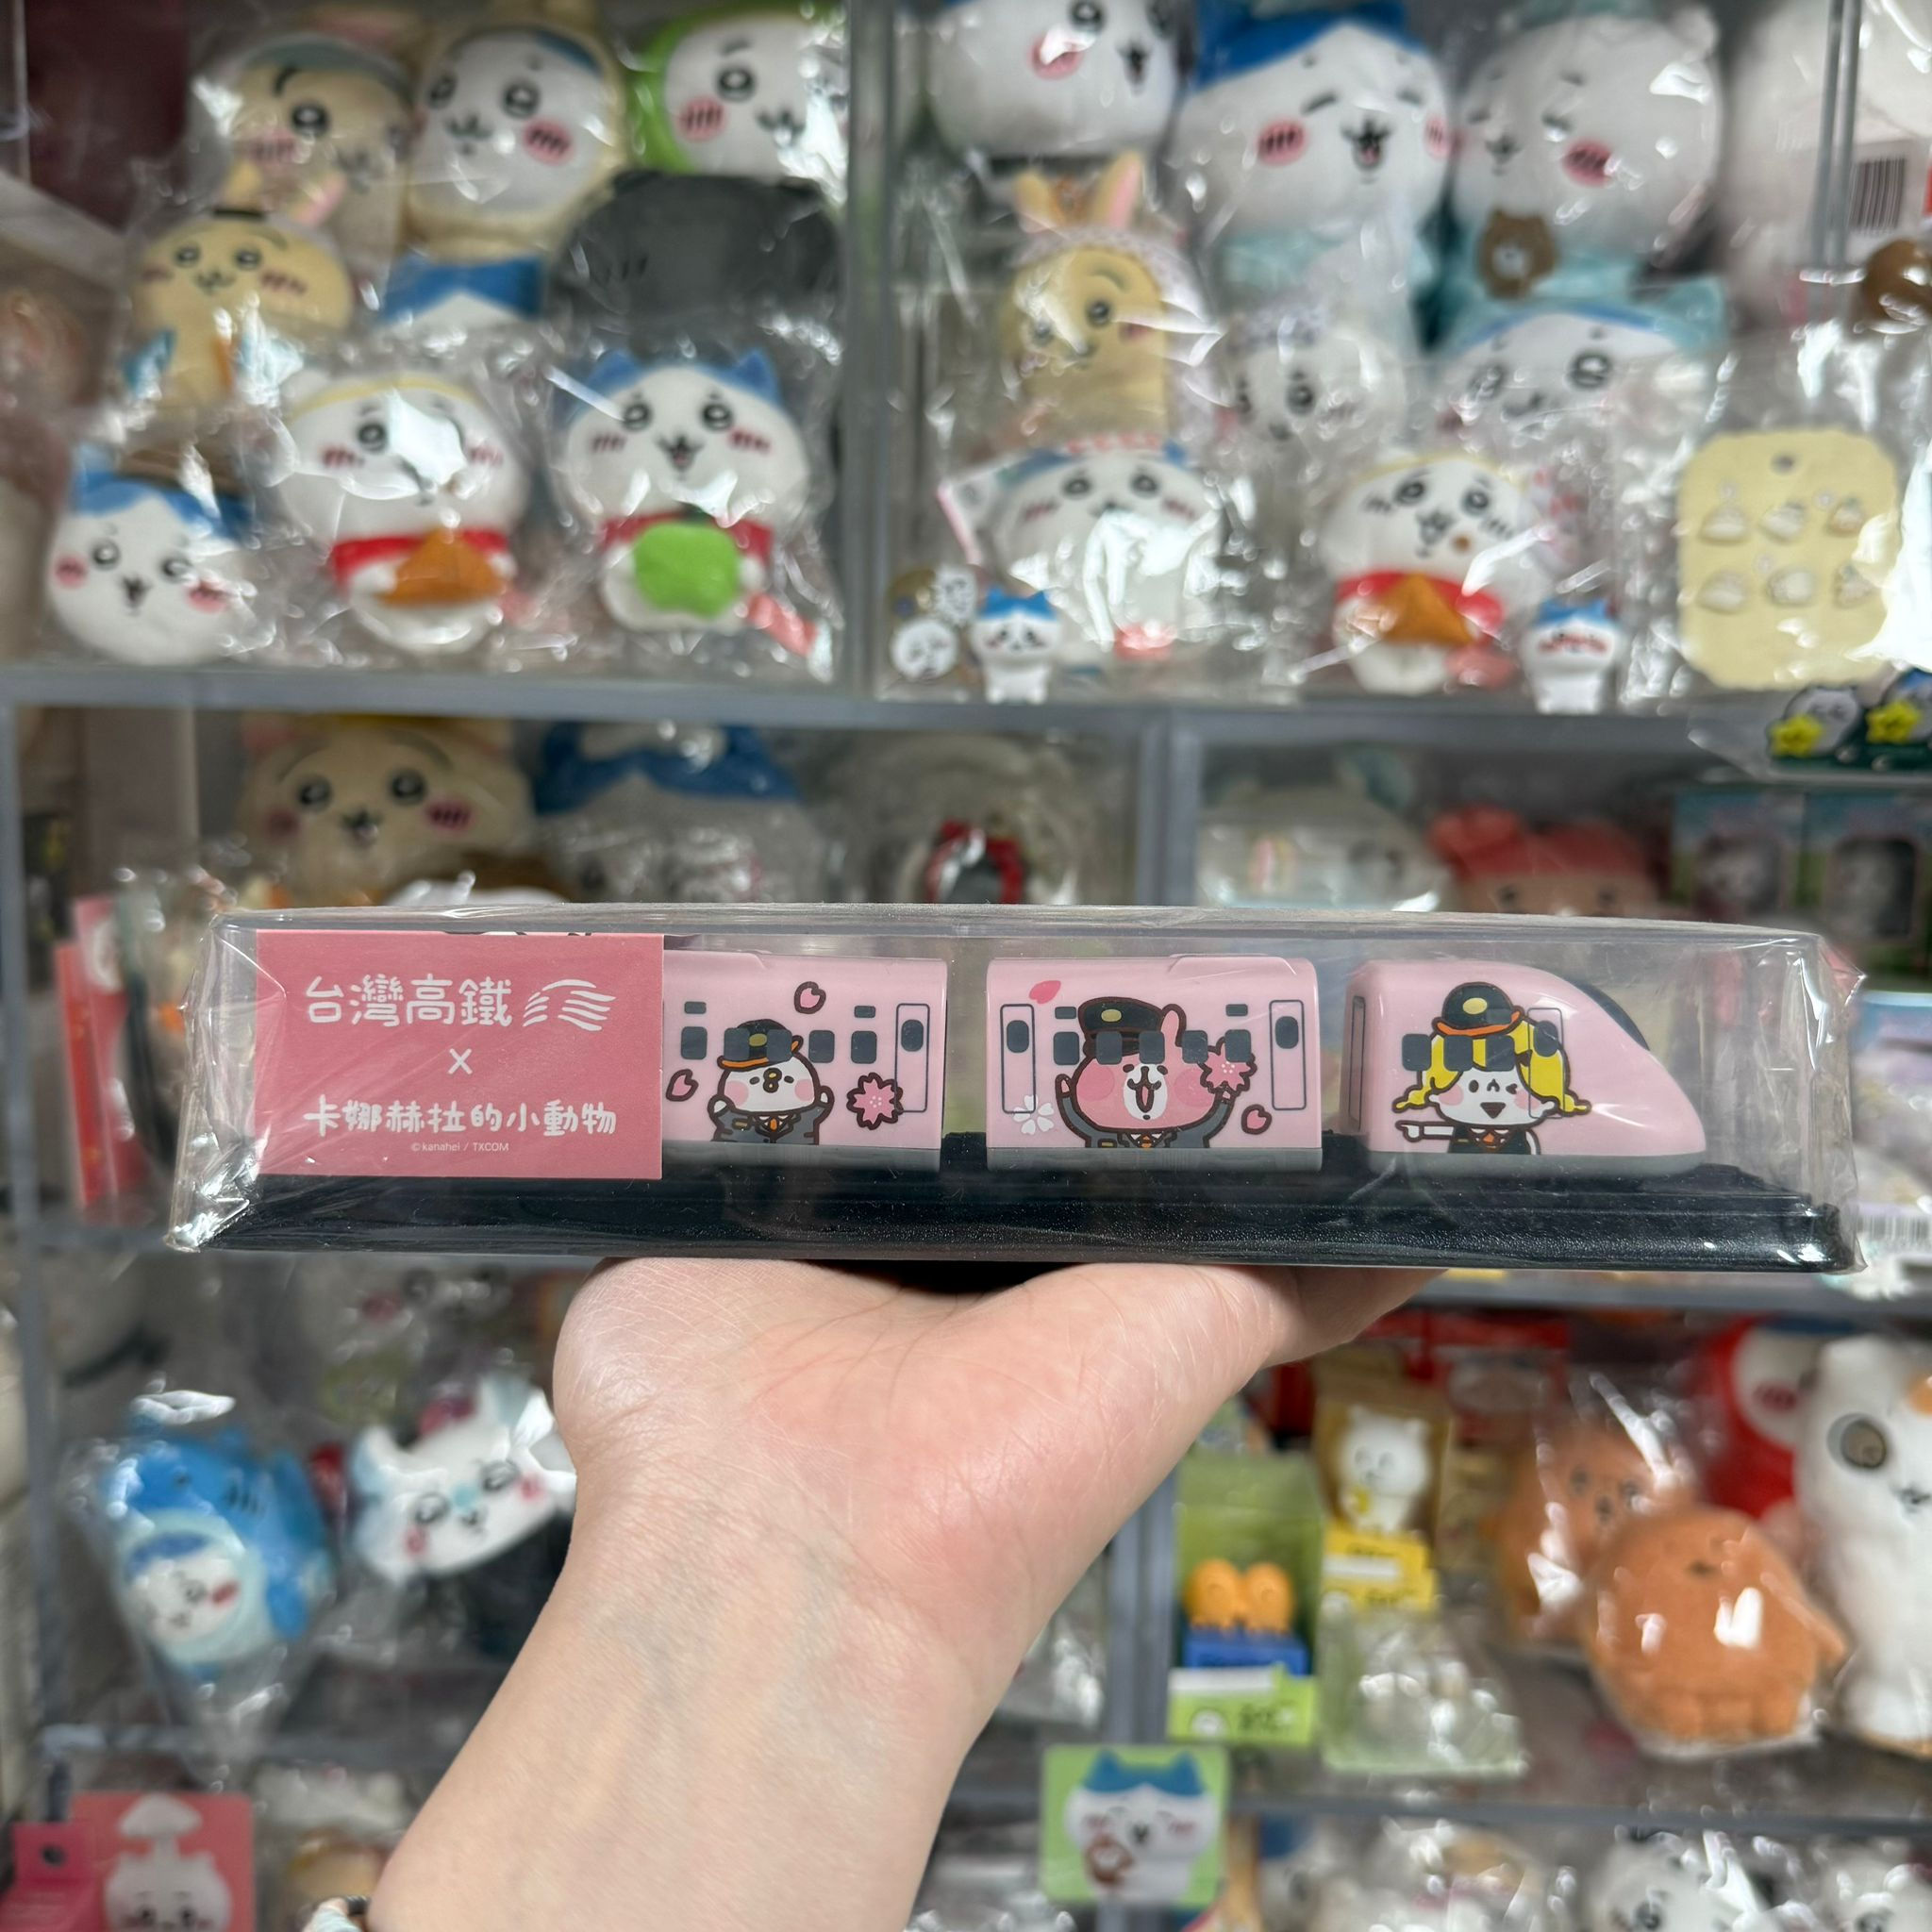 台灣高鐵
x
卡娜赫拉的小動物
©kanahei / TXCOM